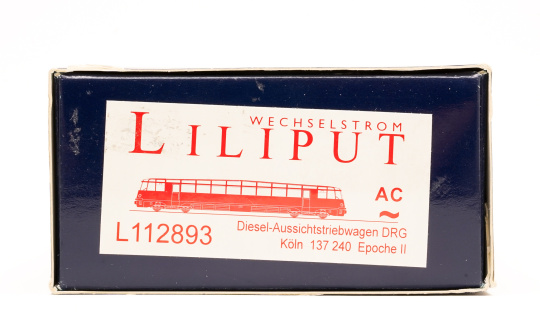 WECHSELSTROM
LILIPUT
AC
~
L112893
Diesel-Aussichtstriebwagen DRG
Köln 137 240 Epoche II